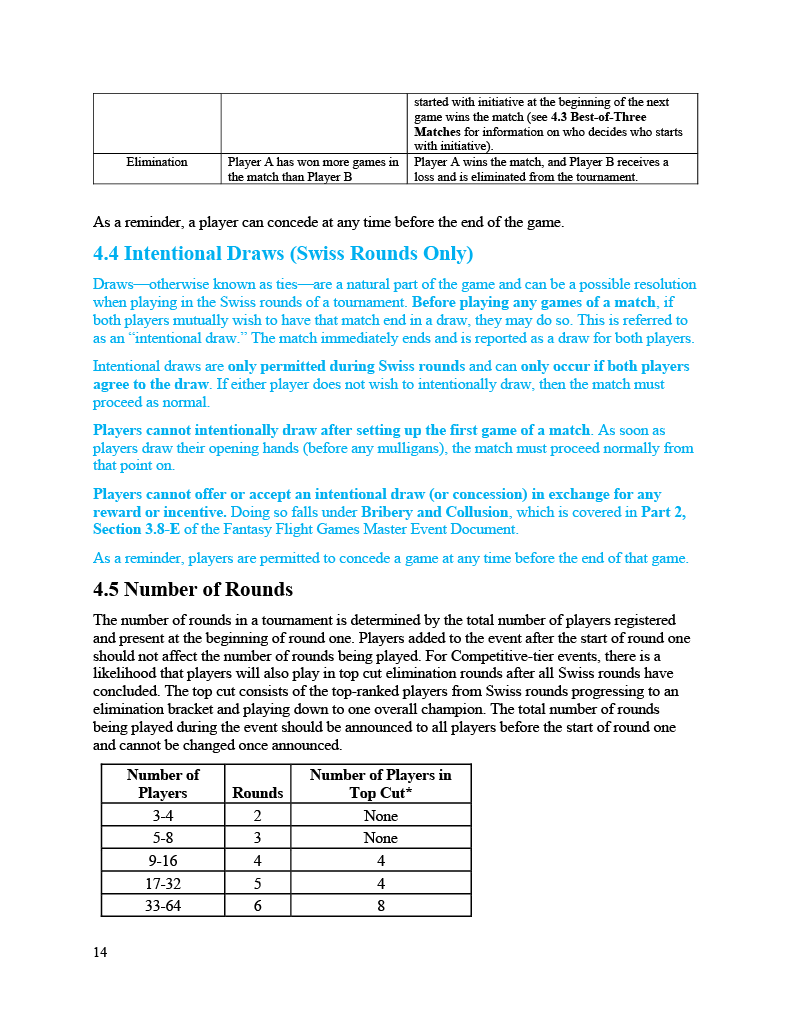 started with initiative at the beginning of the next
game wins the match (see 4.3 Best-of-Three
Matches for information on who decides who starts
with initiative).
Elimination
Player A has won more games in
the match than Player B
Player A wins the match, and Player B receives a
loss and is eliminated from the tournament.
As a reminder, a player can concede at any time before the end of the game.
4.4 Intentional Draws (Swiss Rounds Only)
Draws—otherwise known as ties—are a natural part of the game and can be a possible resolution
when playing in the Swiss rounds of a tournament. Before playing any games of a match, if
both players mutually wish to have that match end in a draw, they may do so. This is referred to
as an “intentional draw.” The match immediately ends and is reported as a draw for both players.
Intentional draws are only permitted during Swiss rounds and can only occur if both players
agree to the draw. If either player does not wish to intentionally draw, then the match must
proceed as normal.
Players cannot intentionally draw after setting up the first game of a match. As soon as
players draw their opening hands (before any mulligans), the match must proceed normally from
that point on.
Players cannot offer or accept an intentional draw (or concession) in exchange for any
reward or incentive. Doing so falls under Bribery and Collusion, which is covered in Part 2,
Section 3.8-E of the Fantasy Flight Games Master Event Document.
As a reminder, players are permitted to concede a game at any time before the end of that game.
4.5 Number of Rounds
The number of rounds in a tournament is determined by the total number of players registered
and present at the beginning of round one. Players added to the event after the start of round one
should not affect the number of rounds being played. For Competitive-tier events, there is a
likelihood that players will also play in top cut elimination rounds after all Swiss rounds have
concluded. The top cut consists of the top-ranked players from Swiss rounds progressing to an
elimination bracket and playing down to one overall champion. The total number of rounds
being played during the event should be announced to all players before the start of round one
and cannot be changed once announced.
Number of
Players
Rounds
Number of Players in
Top Cut*
3-4 2 None
5-8 3 None
9-16 4 4
17-32 5 4
33-64 6 8
14